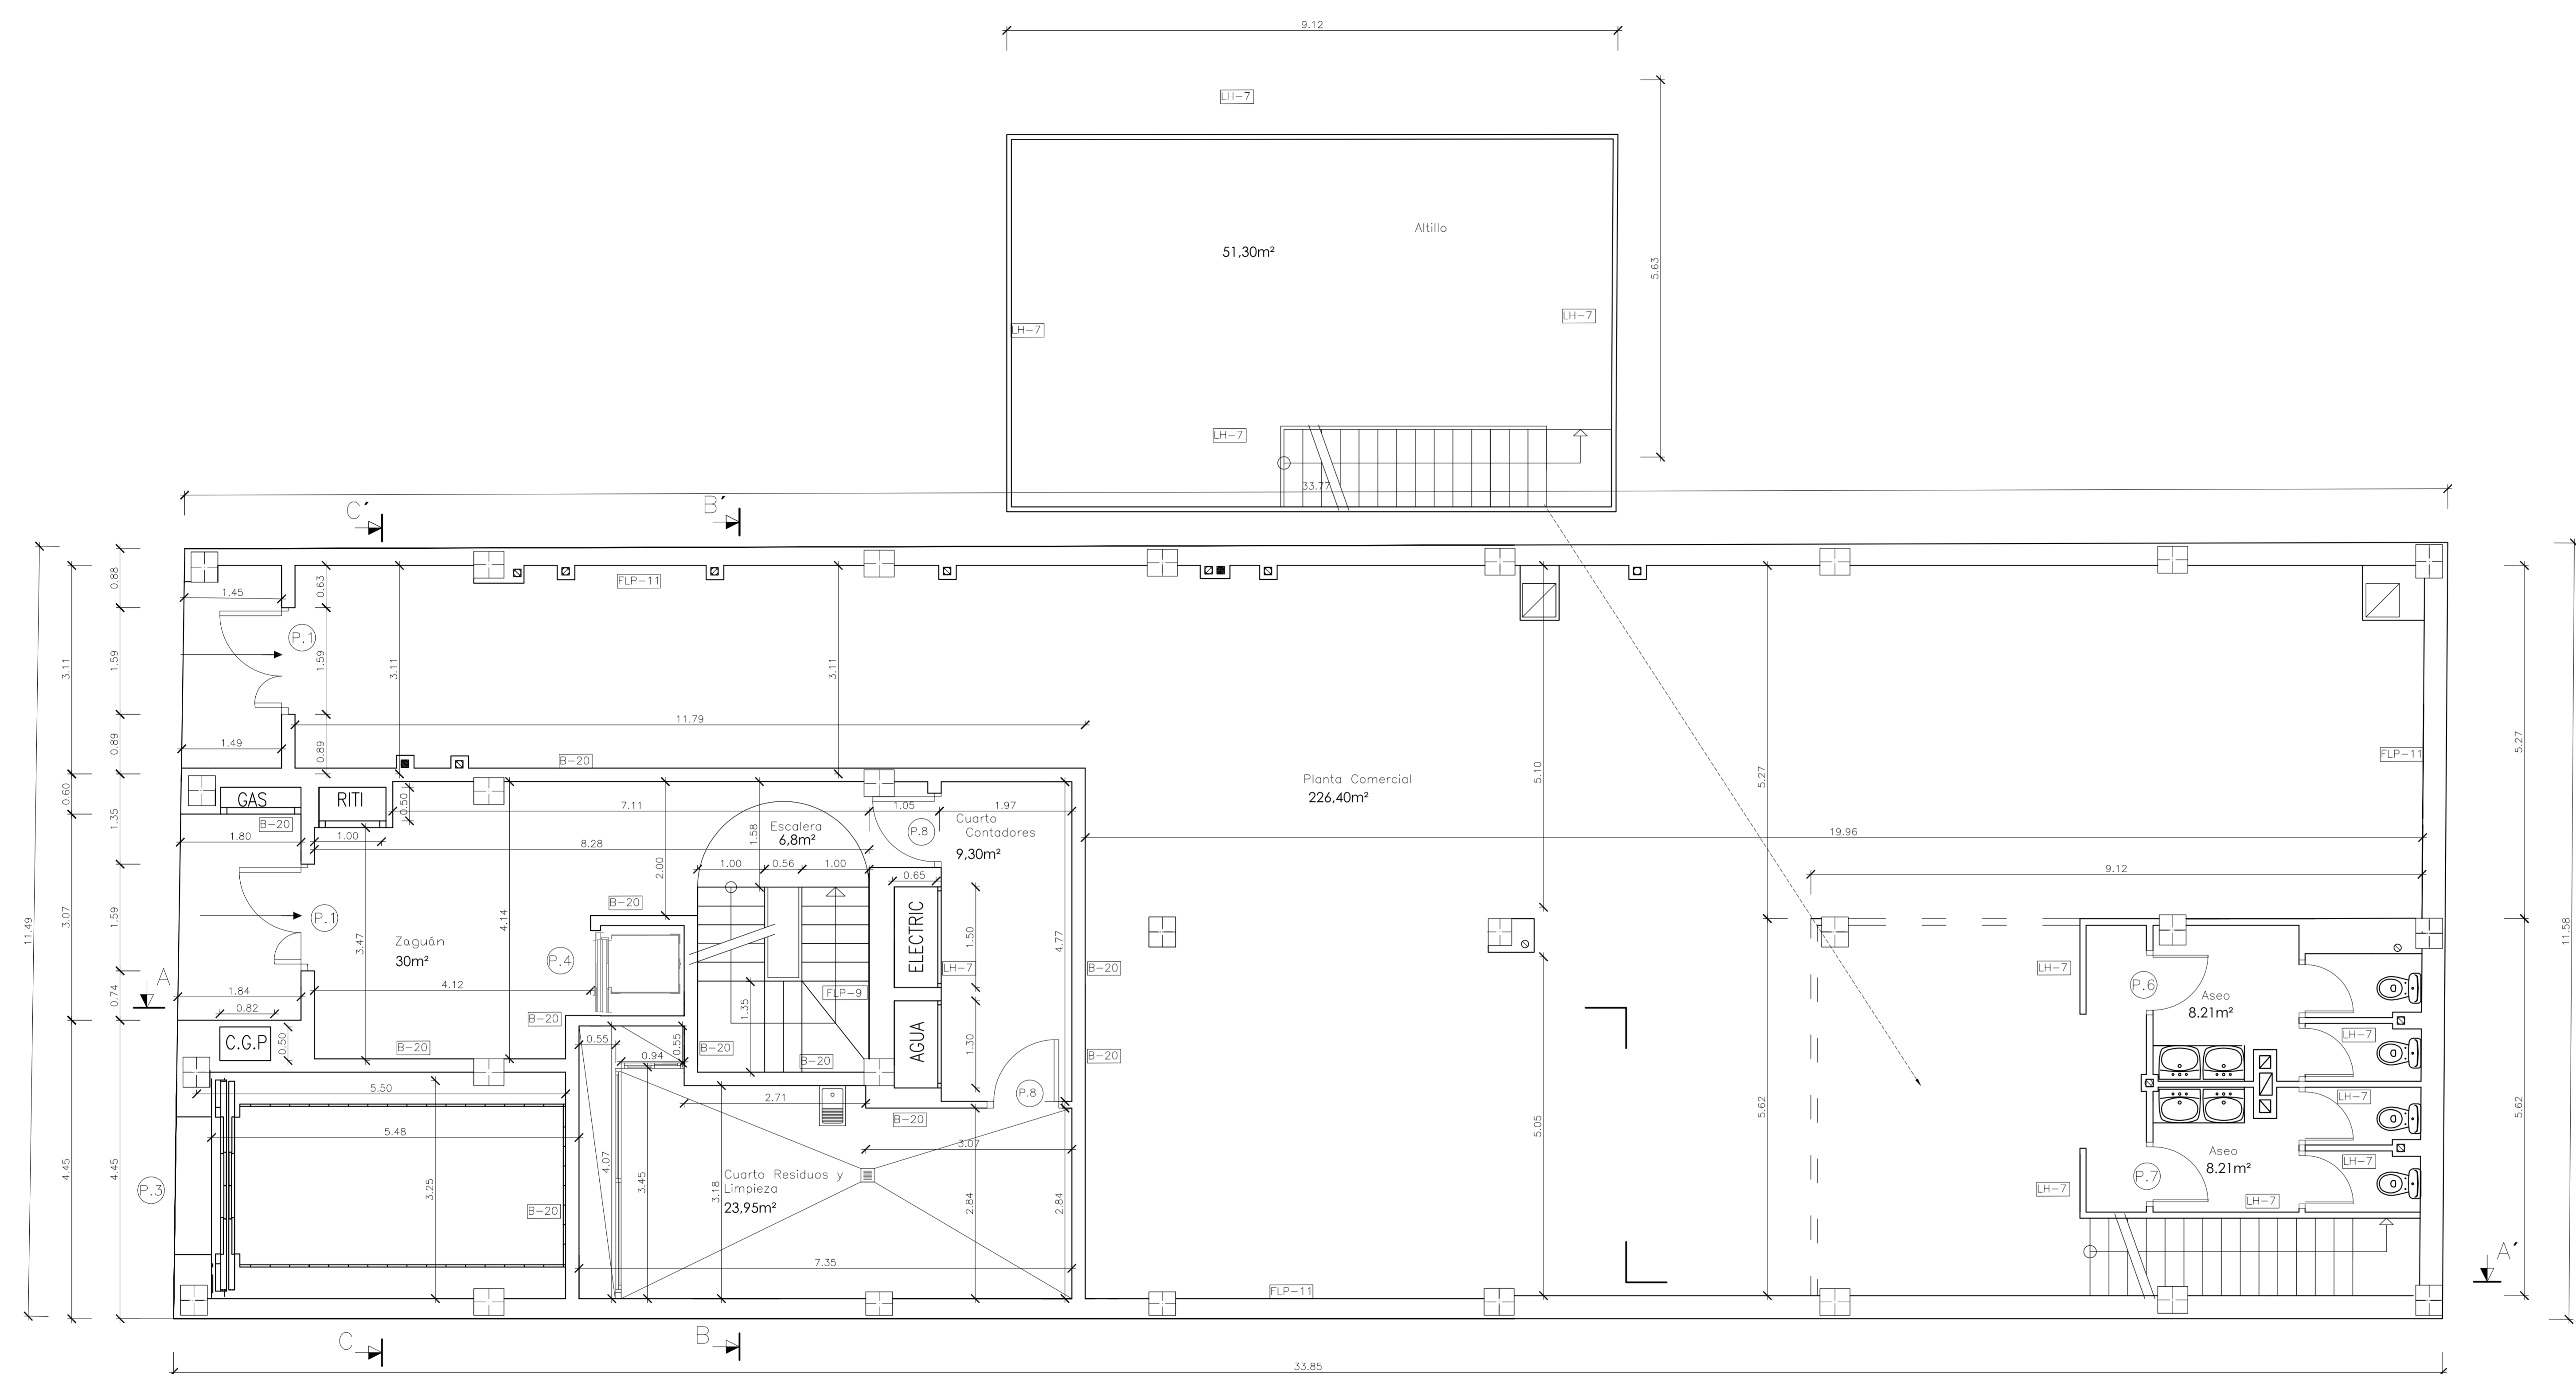 9.12
LH-7
Altillo
51,30m²
5.63
LH-7
LH-7
LH-7
33.77
C´
B´
1.45
0.88
0.63
FLP-11
P.1
3.11
1.59
1.59
3.11
3.11
11.79
0.89
1.49
0.89
B-20
5.10
5.27
5.27
FLP-11
Planta Comercial
226,40m²
0.60
GAS
RITI
0.50
7.11
1.05
1.97
B-20
1.35
1.80
1.00
8.28
1.58
Escalera
6,8m²
P.8
Cuarto
Contadores
9,30m²
19.96
2.00
1.00
0.56
1.00
0.65
9.12
11.49
3.07
1.59
P.1
3.47
4.14
B-20
ELECTRIC
1.50
4.77
11.58
Zaguán
30m²
P.4
LH-7
B-20
LH-7
A
0.74
1.84
4.12
0.82
FLP-9
1.35
P.6
Aseo
8.21m²
C.G.P
0.50
B-20
B-20
0.55
0.94
0.55
B-20
B-20
AGUA
1.30
B-20
LH-7
5.50
2.71
P.8
B-20
LH-7
5.48
3.07
5.05
5.62
5.62
4.45
4.45
P.3
3.25
B-20
4.07
3.45
3.18
Cuarto Residuos y
Limpieza
23,95m²
2.84
2.84
Aseo
8.21m²
LH-7
P.7
LH-7
LH-7
7.35
FLP-11
A´
C
B
33.85